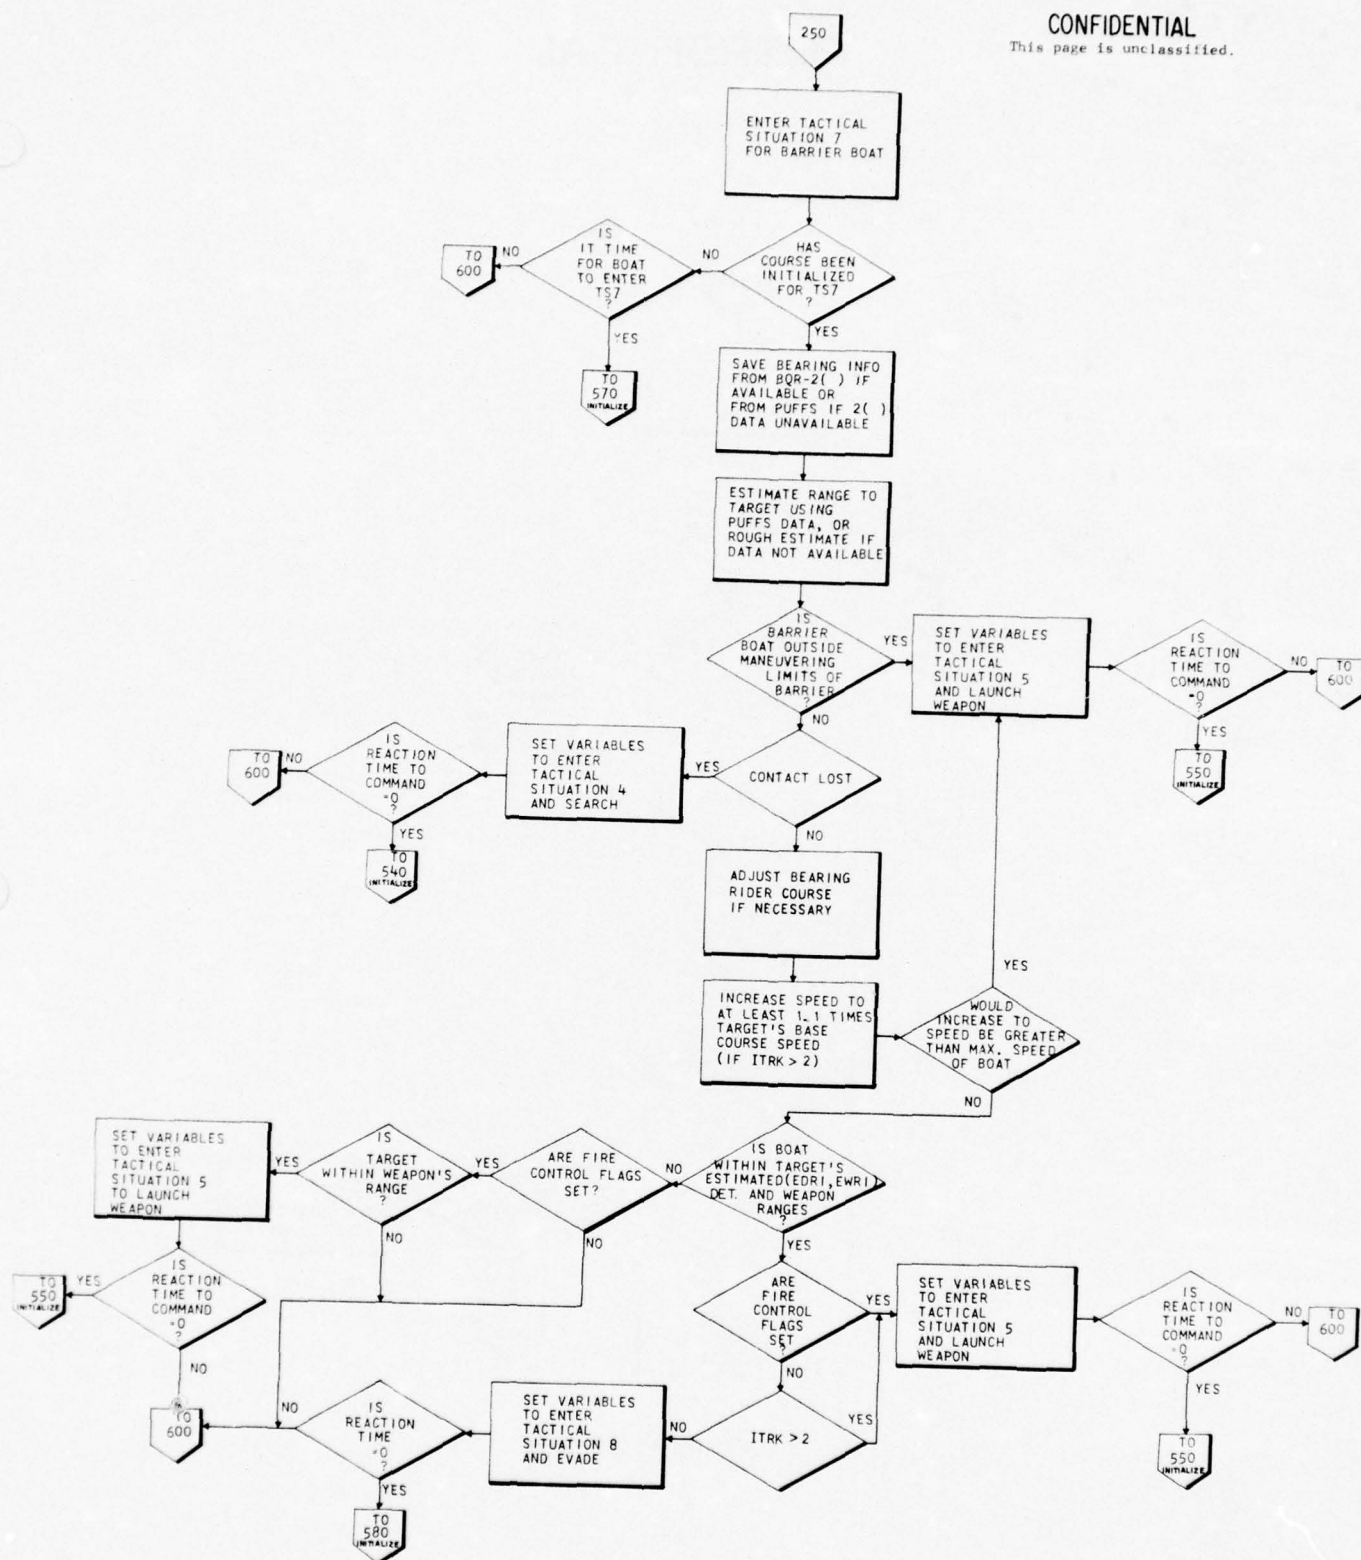 CONFIDENTIAL
This page is unclassified.
250
ENTER TACTICAL
SITUATION 7
FOR BARRIER BOAT
HAS
COURSE BEEN
INITIALIZED
FOR TS7
?
NO
YES
IS
IT TIME
FOR BOAT
TO ENTER
TS7
?
NO
TO
600
YES
TO
570
INITIALIZE
SAVE BEARING INFO
FROM BQR-2( ) IF
AVAILABLE OR
FROM PUFFS IF 2( )
DATA UNAVAILABLE
ESTIMATE RANGE TO
TARGET USING
PUFFS DATA, OR
ROUGH ESTIMATE IF
DATA NOT AVAILABLE
IS
BARRIER
BOAT OUTSIDE
MANEUVERING
LIMITS OF
BARRIER
?
YES
NO
SET VARIABLES
TO ENTER
TACTICAL
SITUATION 5
AND LAUNCH
WEAPON
IS
REACTION
TIME TO
COMMAND
=0
?
NO
TO
600
YES
TO
550
INITIALIZE
CONTACT LOST
YES
NO
SET VARIABLES
TO ENTER
TACTICAL
SITUATION 4
AND SEARCH
IS
REACTION
TIME TO
COMMAND
=0
?
NO
TO
600
YES
TO
540
INITIALIZE
ADJUST BEARING
RIDER COURSE
IF NECESSARY
INCREASE SPEED TO
AT LEAST 1.1 TIMES
TARGET'S BASE
COURSE SPEED
(IF ITRK > 2)
YES
WOULD
INCREASE TO
SPEED BE GREATER
THAN MAX. SPEED
OF BOAT
NO
IS BOAT
WITHIN TARGET'S
ESTIMATED(EDRI,EWRI)
DET. AND WEAPON
RANGES
?
NO
YES
ARE FIRE
CONTROL FLAGS
SET?
YES
NO
IS
TARGET
WITHIN WEAPON'S
RANGE
?
YES
NO
SET VARIABLES
TO ENTER
TACTICAL
SITUATION 5
TO LAUNCH
WEAPON
IS
REACTION
TIME TO
COMMAND
=0
?
YES
TO
550
INITIALIZE
NO
TO
600
ARE
FIRE
CONTROL
FLAGS
SET
?
YES
NO
SET VARIABLES
TO ENTER
TACTICAL
SITUATION 5
AND LAUNCH
WEAPON
IS
REACTION
TIME TO
COMMAND
=0
?
NO
TO
600
YES
TO
550
INITIALIZE
ITRK > 2
YES
NO
SET VARIABLES
TO ENTER
TACTICAL
SITUATION 8
AND EVADE
IS
REACTION
TIME
=0
?
NO
YES
TO
580
INITIALIZE